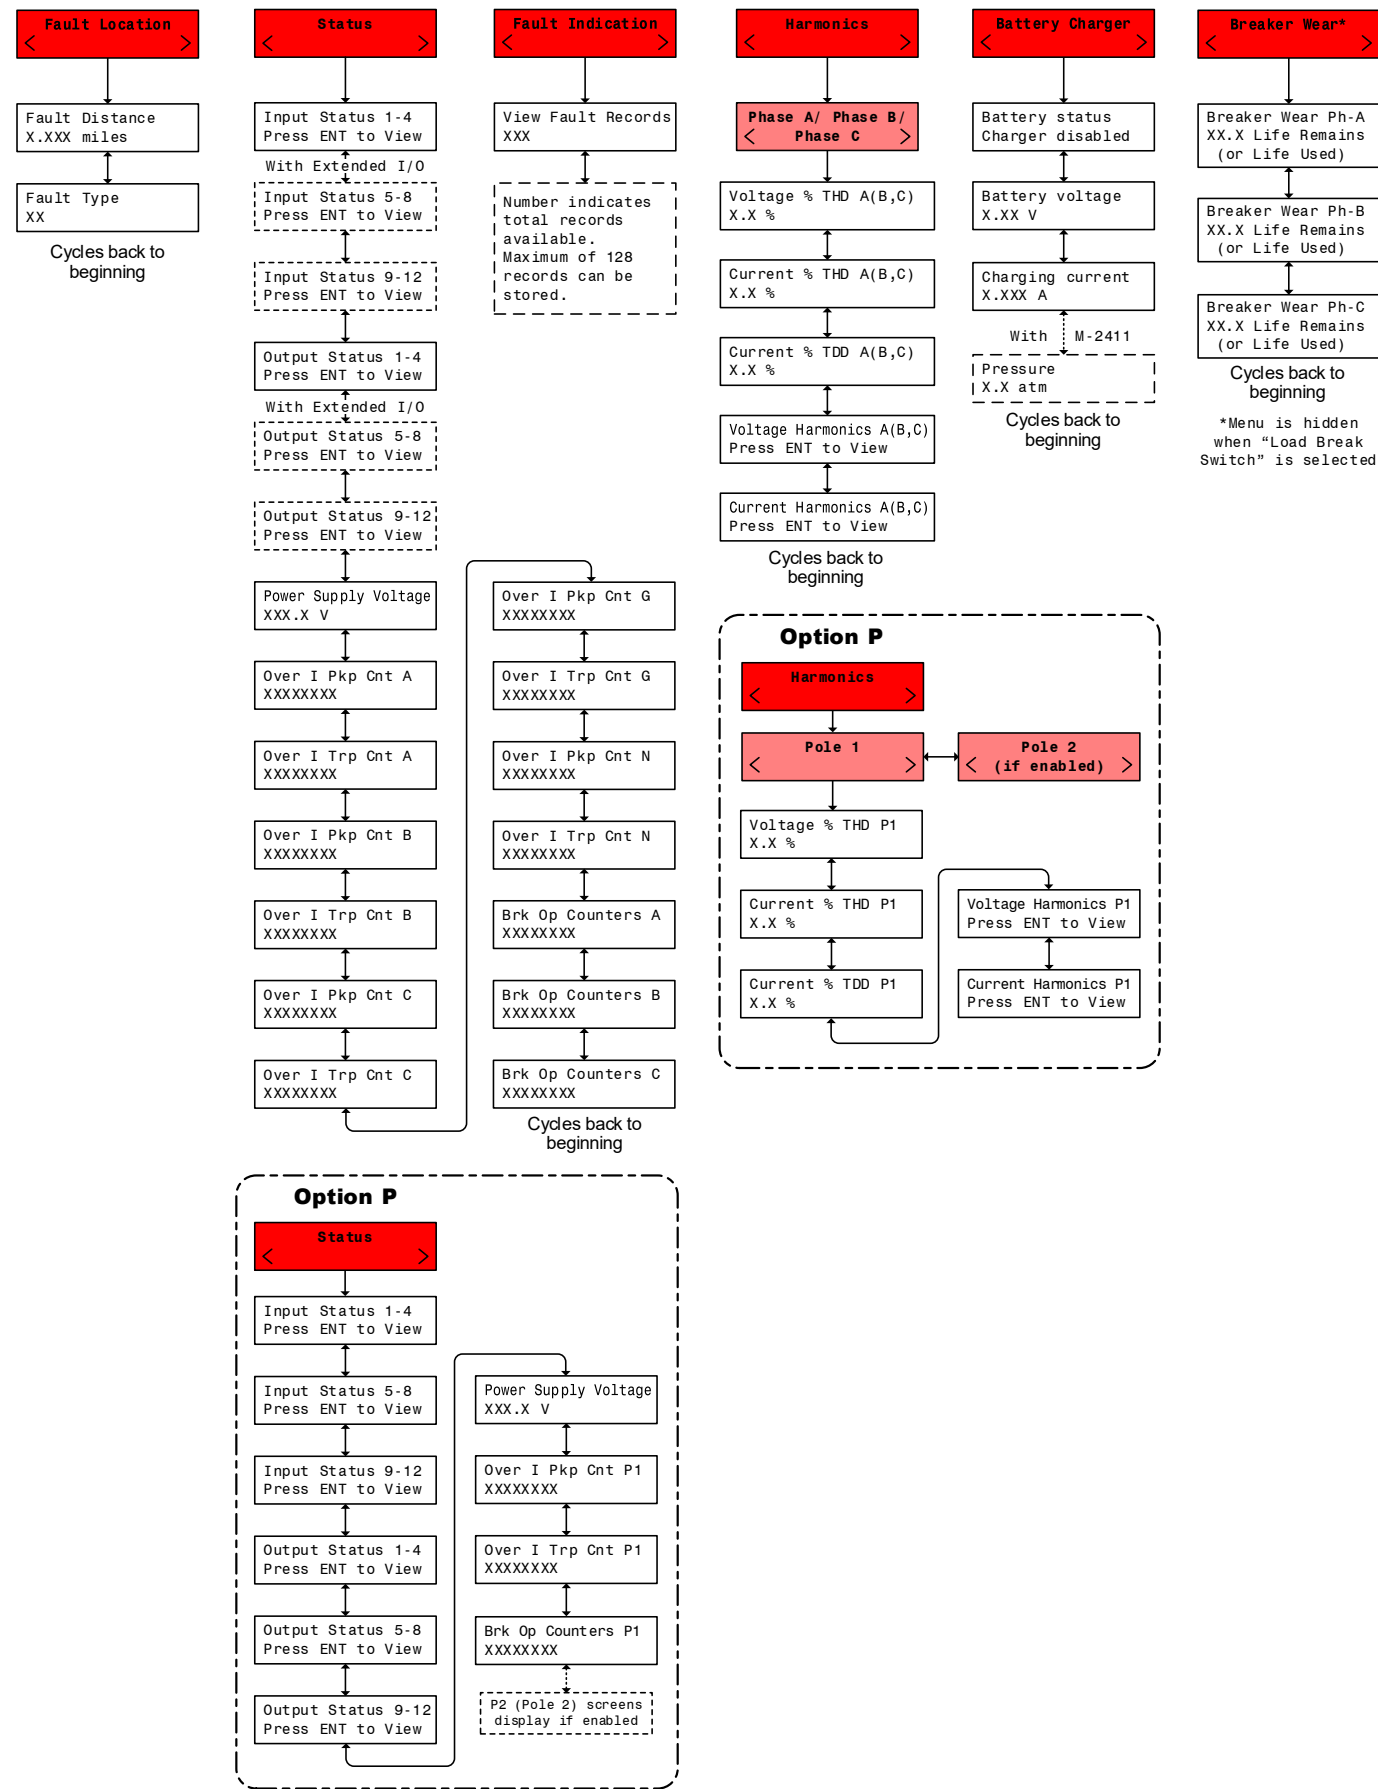 Fault Location
< >
Fault Distance
X.XXX miles
Fault Type
XX
Cycles back to
beginning
Status
< >
Input Status 1-4
Press ENT to View
With Extended I/O
Input Status 5-8
Press ENT to View
Input Status 9-12
Press ENT to View
Output Status 1-4
Press ENT to View
With Extended I/O
Output Status 5-8
Press ENT to View
Output Status 9-12
Press ENT to View
Power Supply Voltage
XXX.X V
Over I Pkp Cnt A
XXXXXXXX
Over I Trp Cnt A
XXXXXXXX
Over I Pkp Cnt B
XXXXXXXX
Over I Trp Cnt B
XXXXXXXX
Over I Pkp Cnt C
XXXXXXXX
Over I Trp Cnt C
XXXXXXXX
Over I Pkp Cnt G
XXXXXXXX
Over I Trp Cnt G
XXXXXXXX
Over I Pkp Cnt N
XXXXXXXX
Over I Trp Cnt N
XXXXXXXX
Brk Op Counters A
XXXXXXXX
Brk Op Counters B
XXXXXXXX
Brk Op Counters C
XXXXXXXX
Cycles back to
beginning
Fault Indication
< >
View Fault Records
XXX
Number indicates
total records
available.
Maximum of 128
records can be
stored.
Harmonics
< >
Phase A/ Phase B/
< Phase C >
Voltage % THD A(B,C)
X.X %
Current % THD A(B,C)
X.X %
Current % TDD A(B,C)
X.X %
Voltage Harmonics A(B,C)
Press ENT to View
Current Harmonics A(B,C)
Press ENT to View
Cycles back to
beginning
Battery Charger
< >
Battery status
Charger disabled
Battery voltage
X.XX V
Charging current
X.XXX A
With M-2411
Pressure
X.X atm
Cycles back to
beginning
Breaker Wear*
< >
Breaker Wear Ph-A
XX.X Life Remains
(or Life Used)
Breaker Wear Ph-B
XX.X Life Remains
(or Life Used)
Breaker Wear Ph-C
XX.X Life Remains
(or Life Used)
Cycles back to
beginning
*Menu is hidden
when “Load Break
Switch” is selected
Option P
Harmonics
< >
Pole 1
< >
Pole 2
< (if enabled) >
Voltage % THD P1
X.X %
Current % THD P1
X.X %
Current % TDD P1
X.X %
Voltage Harmonics P1
Press ENT to View
Current Harmonics P1
Press ENT to View
Option P
Status
< >
Input Status 1-4
Press ENT to View
Input Status 5-8
Press ENT to View
Input Status 9-12
Press ENT to View
Output Status 1-4
Press ENT to View
Output Status 5-8
Press ENT to View
Output Status 9-12
Press ENT to View
Power Supply Voltage
XXX.X V
Over I Pkp Cnt P1
XXXXXXXX
Over I Trp Cnt P1
XXXXXXXX
Brk Op Counters P1
XXXXXXXX
P2 (Pole 2) screens
display if enabled